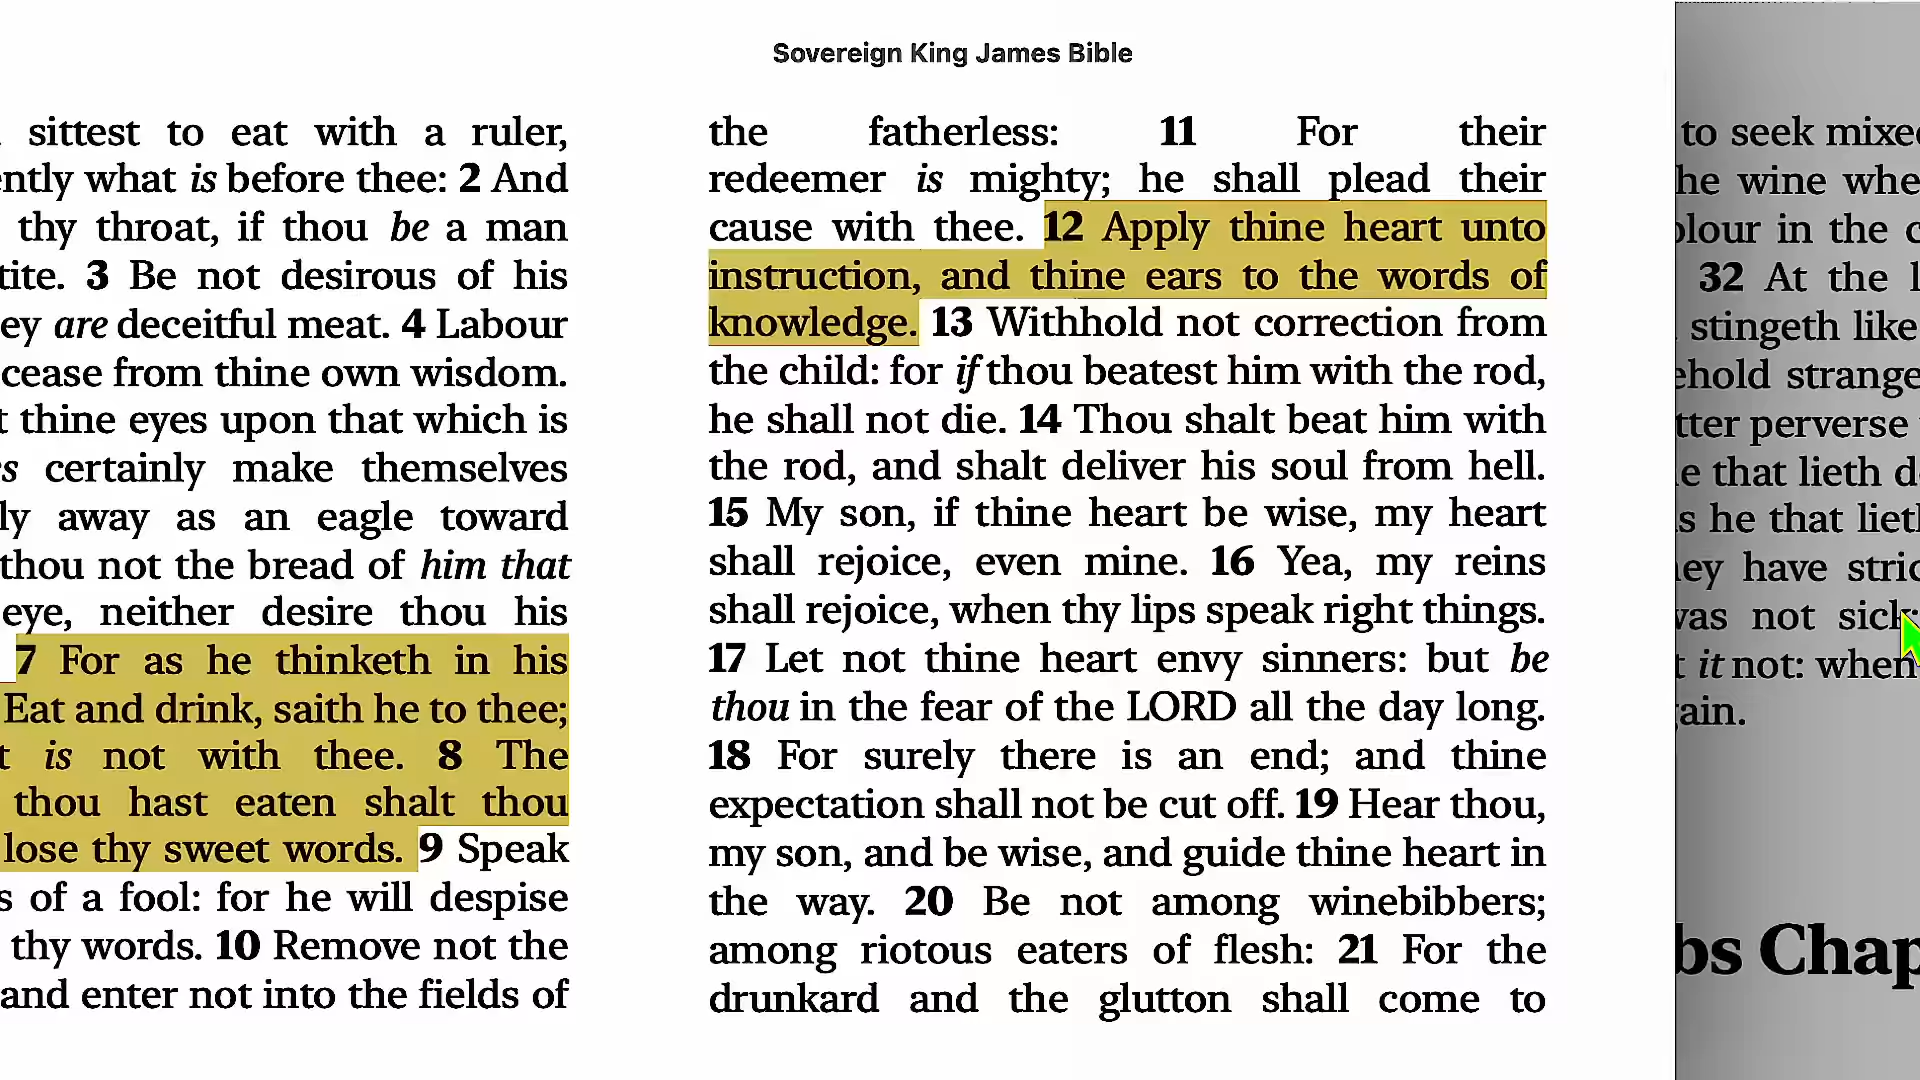 Sovereign King James Bible
sittest to eat with a ruler,
ently what is before thee: 2 And
thy throat, if thou be a man
tite. 3 Be not desirous of his
ey are deceitful meat. 4 Labour
cease from thine own wisdom.
t thine eyes upon that which is
s certainly make themselves
ly away as an eagle toward
thou not the bread of him that
eye, neither desire thou his
7 For as he thinketh in his
Eat and drink, saith he to thee;
t is not with thee. 8 The
thou hast eaten shalt thou
lose thy sweet words. 9 Speak
s of a fool: for he will despise
thy words. 10 Remove not the
and enter not into the fields of
the fatherless: 11 For their
redeemer is mighty; he shall plead their
cause with thee. 12 Apply thine heart unto
instruction, and thine ears to the words of
knowledge. 13 Withhold not correction from
the child: for if thou beatest him with the rod,
he shall not die. 14 Thou shalt beat him with
the rod, and shalt deliver his soul from hell.
15 My son, if thine heart be wise, my heart
shall rejoice, even mine. 16 Yea, my reins
shall rejoice, when thy lips speak right things.
17 Let not thine heart envy sinners: but be
thou in the fear of the LORD all the day long.
18 For surely there is an end; and thine
expectation shall not be cut off. 19 Hear thou,
my son, and be wise, and guide thine heart in
the way. 20 Be not among winebibbers;
among riotous eaters of flesh: 21 For the
drunkard and the glutton shall come to
to seek mixe
he wine whe
olour in the c
32 At the l
stingeth like
ehold strange
tter perverse
e that lieth d
s he that lieth
ey have stric
was not sick
t it not: when
ain.
bs Chap